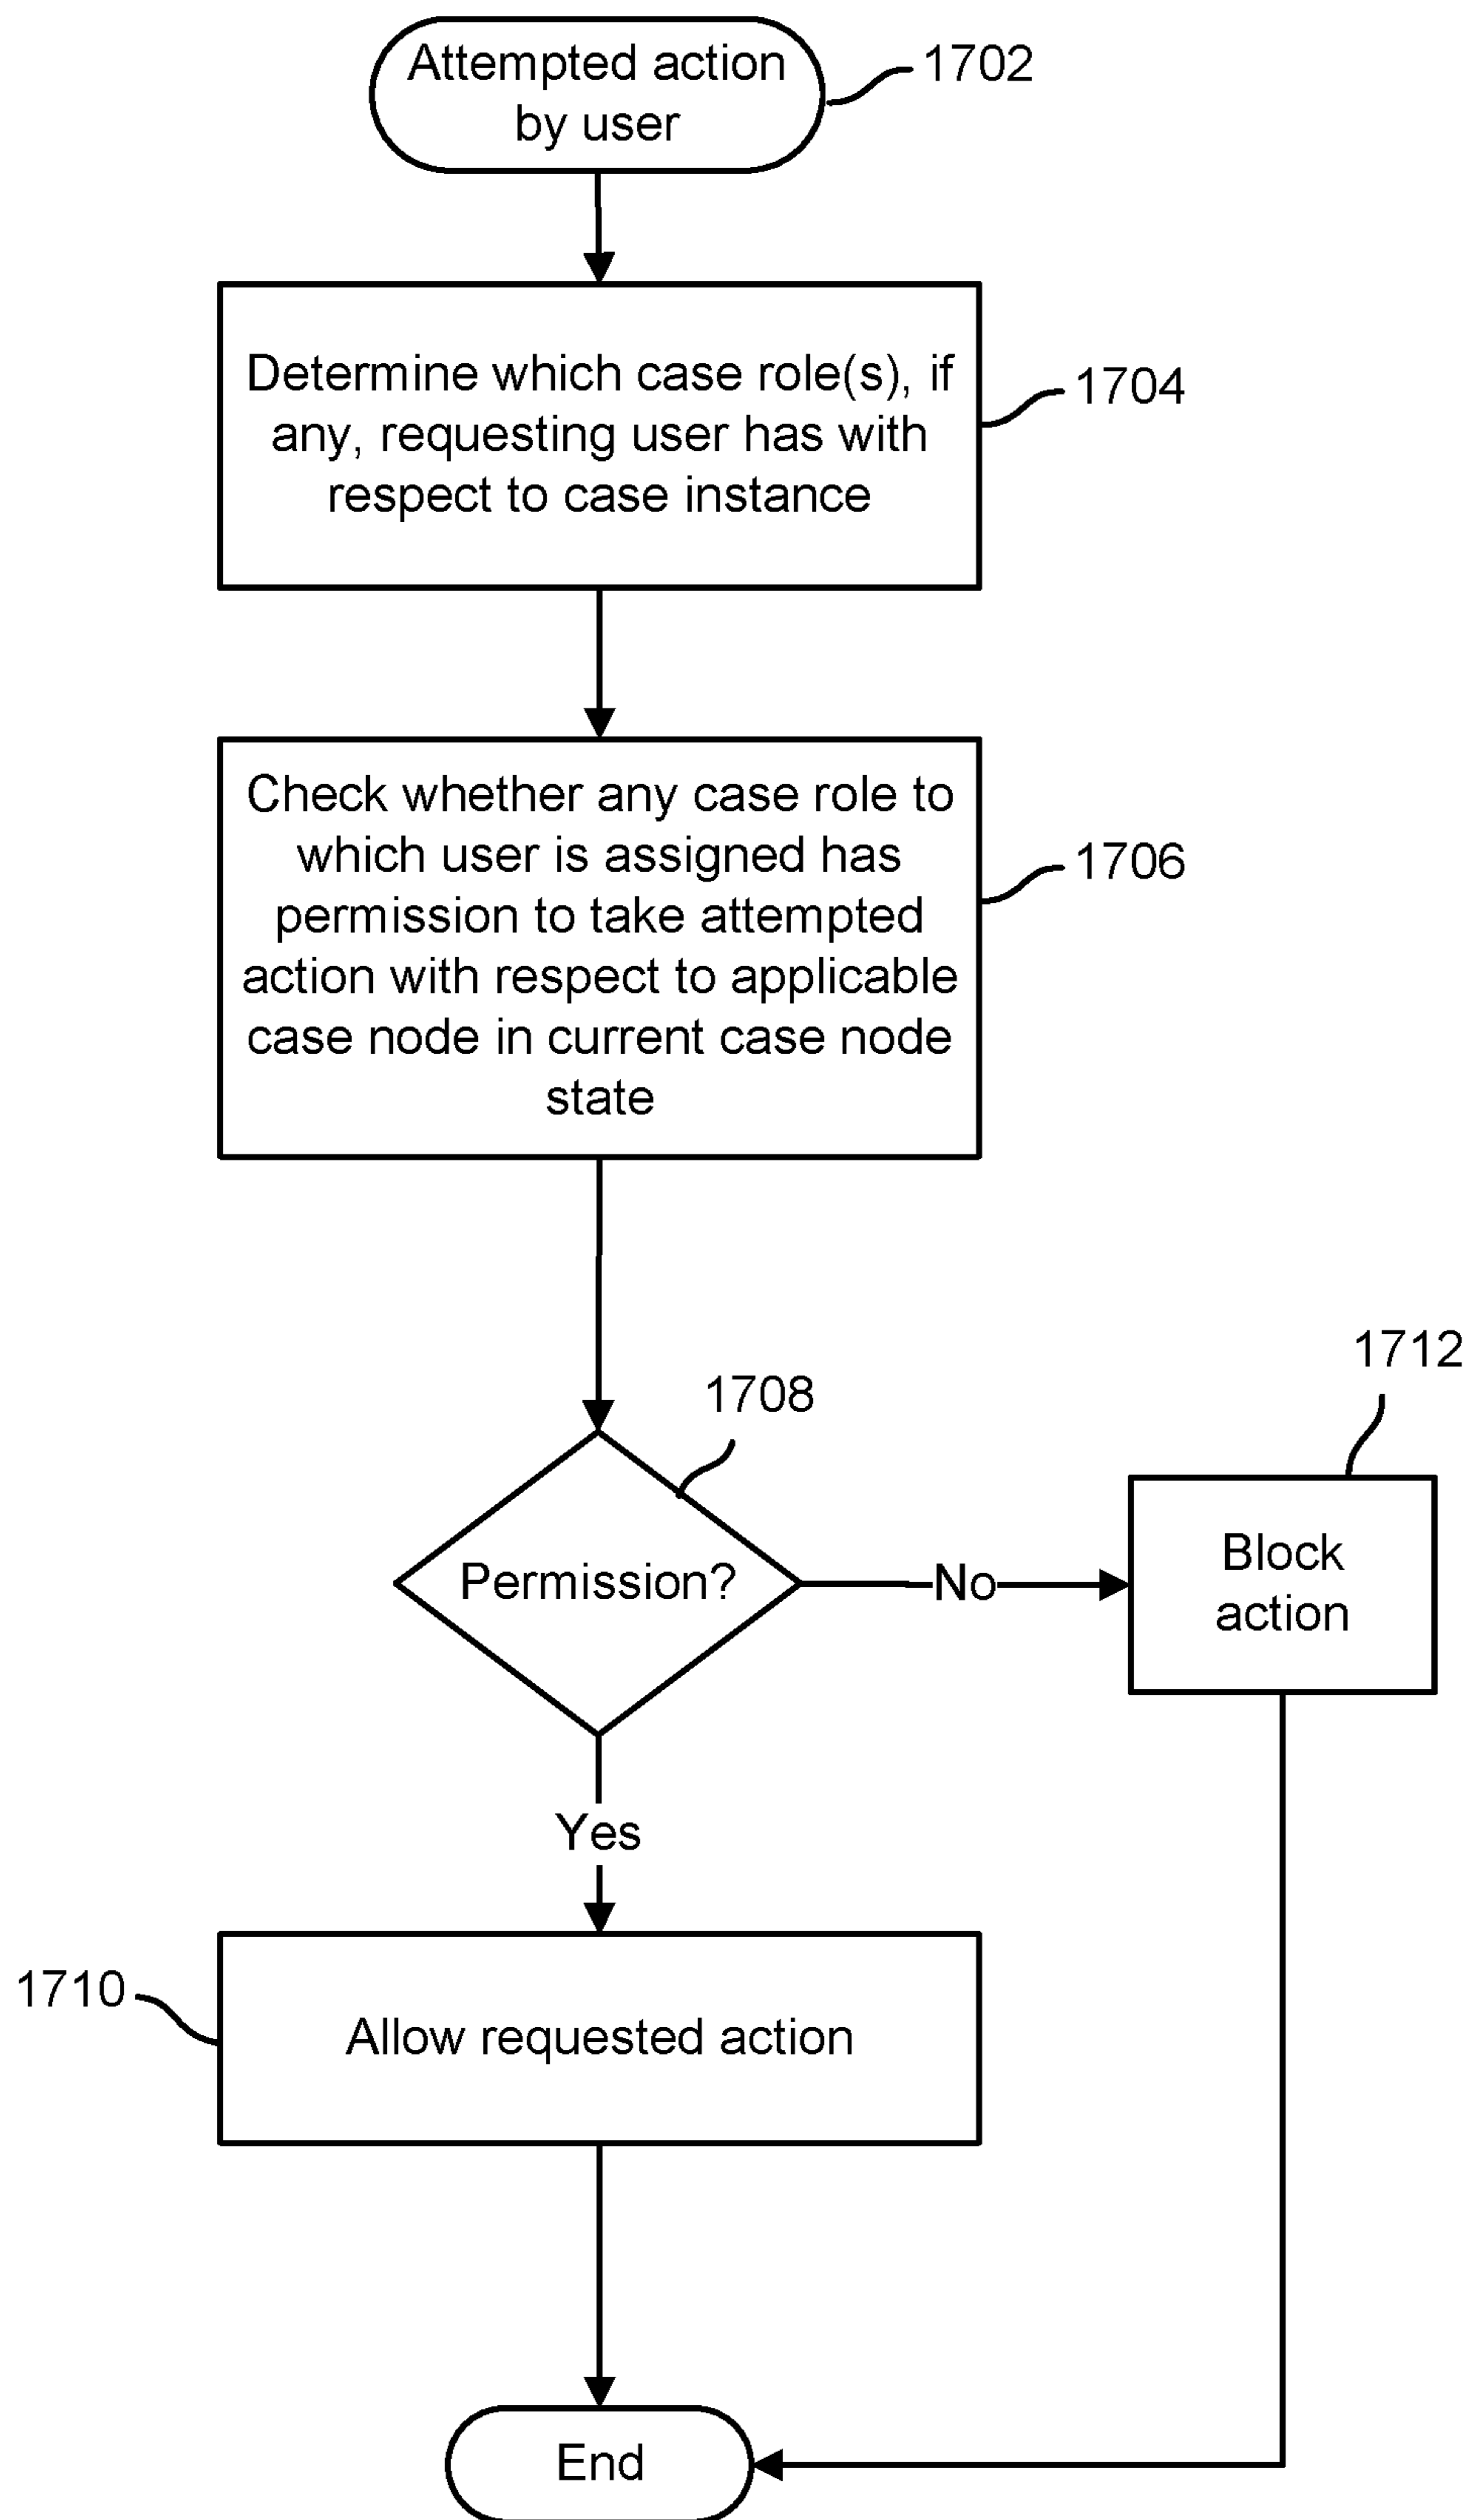 Attempted action
by user
1702
Determine which case role(s), if
any, requesting user has with
respect to case instance
1704
Check whether any case role to
which user is assigned has
permission to take attempted
action with respect to applicable
case node in current case node
state
1706
1708
Permission?
No
1712
Block
action
Yes
1710
Allow requested action
End